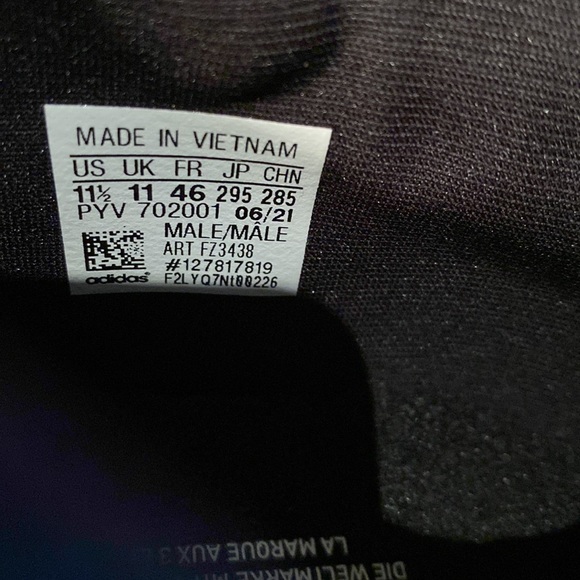 MADE IN VIETNAM
US UK FR JP CHN
11½ 11 46 295 285
PYV 702001 06/21
MALE/MÂLE
ART FZ3438
#127817819
adidas® F2LYQ7Nt00226
LA MARQUE AUX 3
DIE WELTMARKE